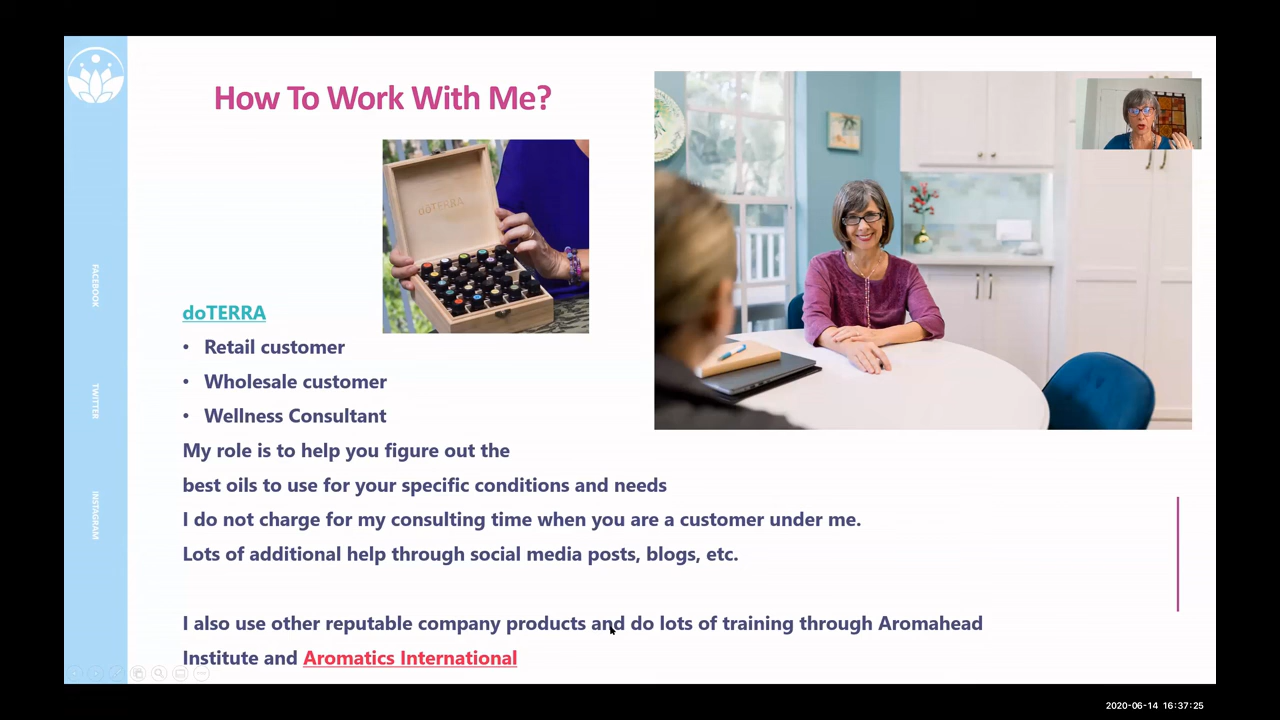 How To Work With Me?
dōTERRA
doTERRA
• Retail customer
• Wholesale customer
• Wellness Consultant
My role is to help you figure out the
best oils to use for your specific conditions and needs
I do not charge for my consulting time when you are a customer under me.
Lots of additional help through social media posts, blogs, etc.
I also use other reputable company products and do lots of training through Aromahead
Institute and Aromatics International
FACEBOOK
TWITTER
INSTAGRAM
2020-06-14 16:37:25